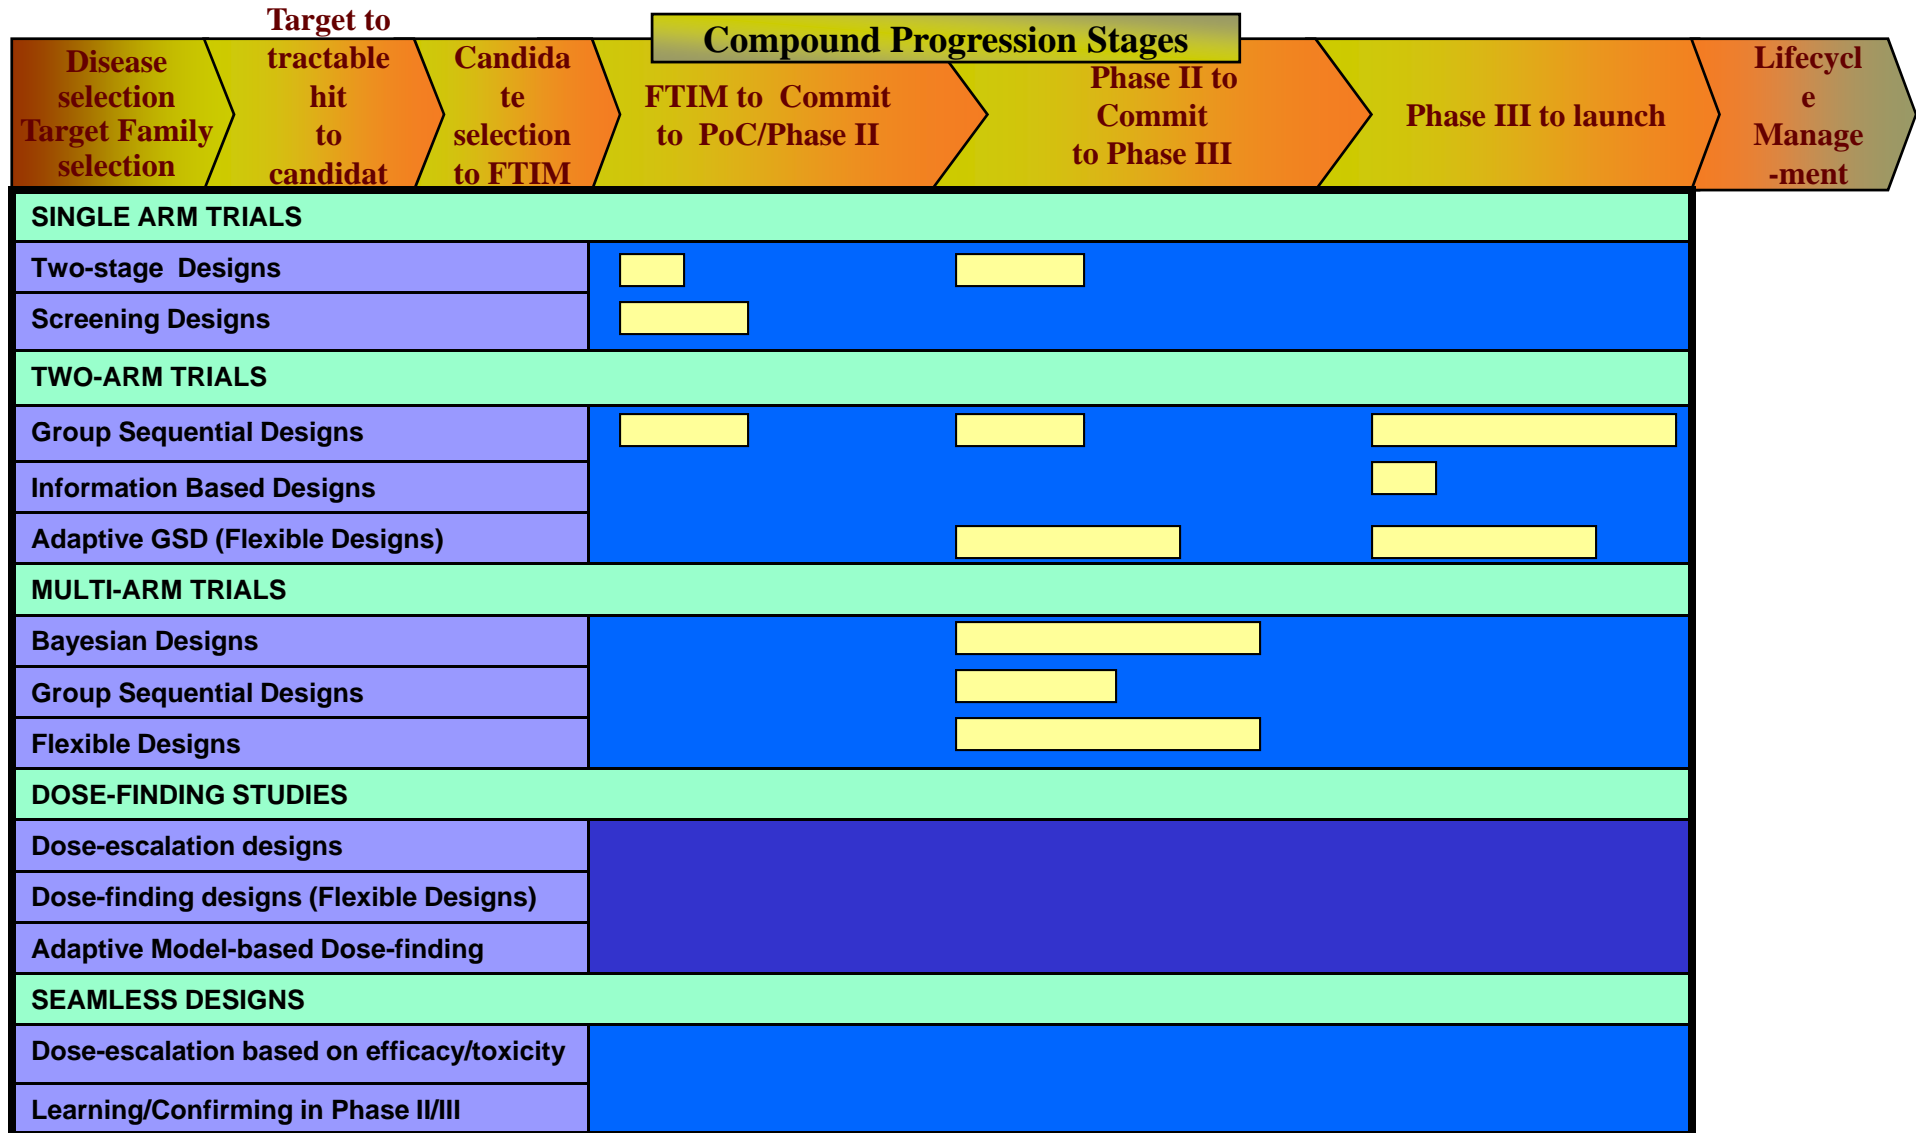 Compound Progression Stages
Disease
selection
Target Family
selection
Target to
tractable
hit
to
candidat
Candida
te
selection
to FTIM
FTIM to Commit
to PoC/Phase II
Phase II to
Commit
to Phase III
Phase III to launch
Lifecycl
e
Manage
-ment
SINGLE ARM TRIALS
Two-stage Designs
Screening Designs
TWO-ARM TRIALS
Group Sequential Designs
Information Based Designs
Adaptive GSD (Flexible Designs)
MULTI-ARM TRIALS
Bayesian Designs
Group Sequential Designs
Flexible Designs
DOSE-FINDING STUDIES
Dose-escalation designs
Dose-finding designs (Flexible Designs)
Adaptive Model-based Dose-finding
SEAMLESS DESIGNS
Dose-escalation based on efficacy/toxicity
Learning/Confirming in Phase II/III